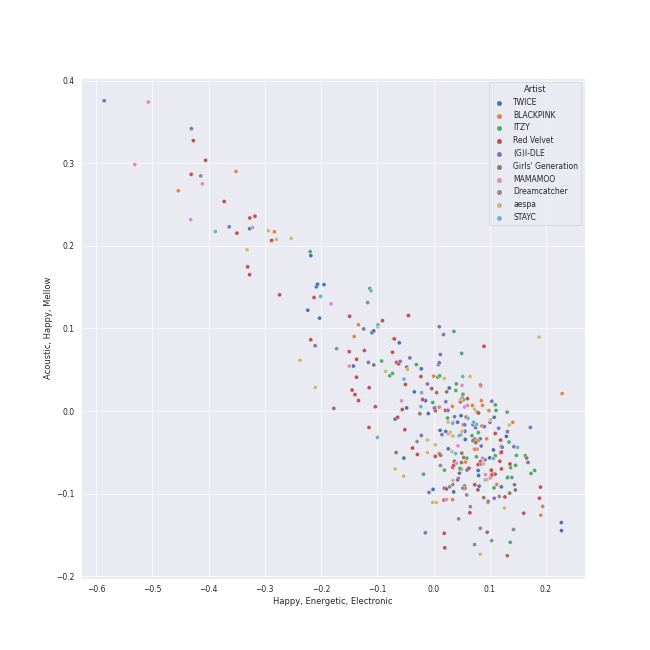 0.4
0.3
0.2
0.1
0.0
−0.1
−0.2
Acoustic, Happy, Mellow
Artist
TWICE
BLACKPINK
ITZY
Red Velvet
(G)I-DLE
Girls' Generation
MAMAMOO
Dreamcatcher
aespa
STAYC
−0.6 −0.5 −0.4 −0.3 −0.2 −0.1 0.0 0.1 0.2
Happy, Energetic, Electronic